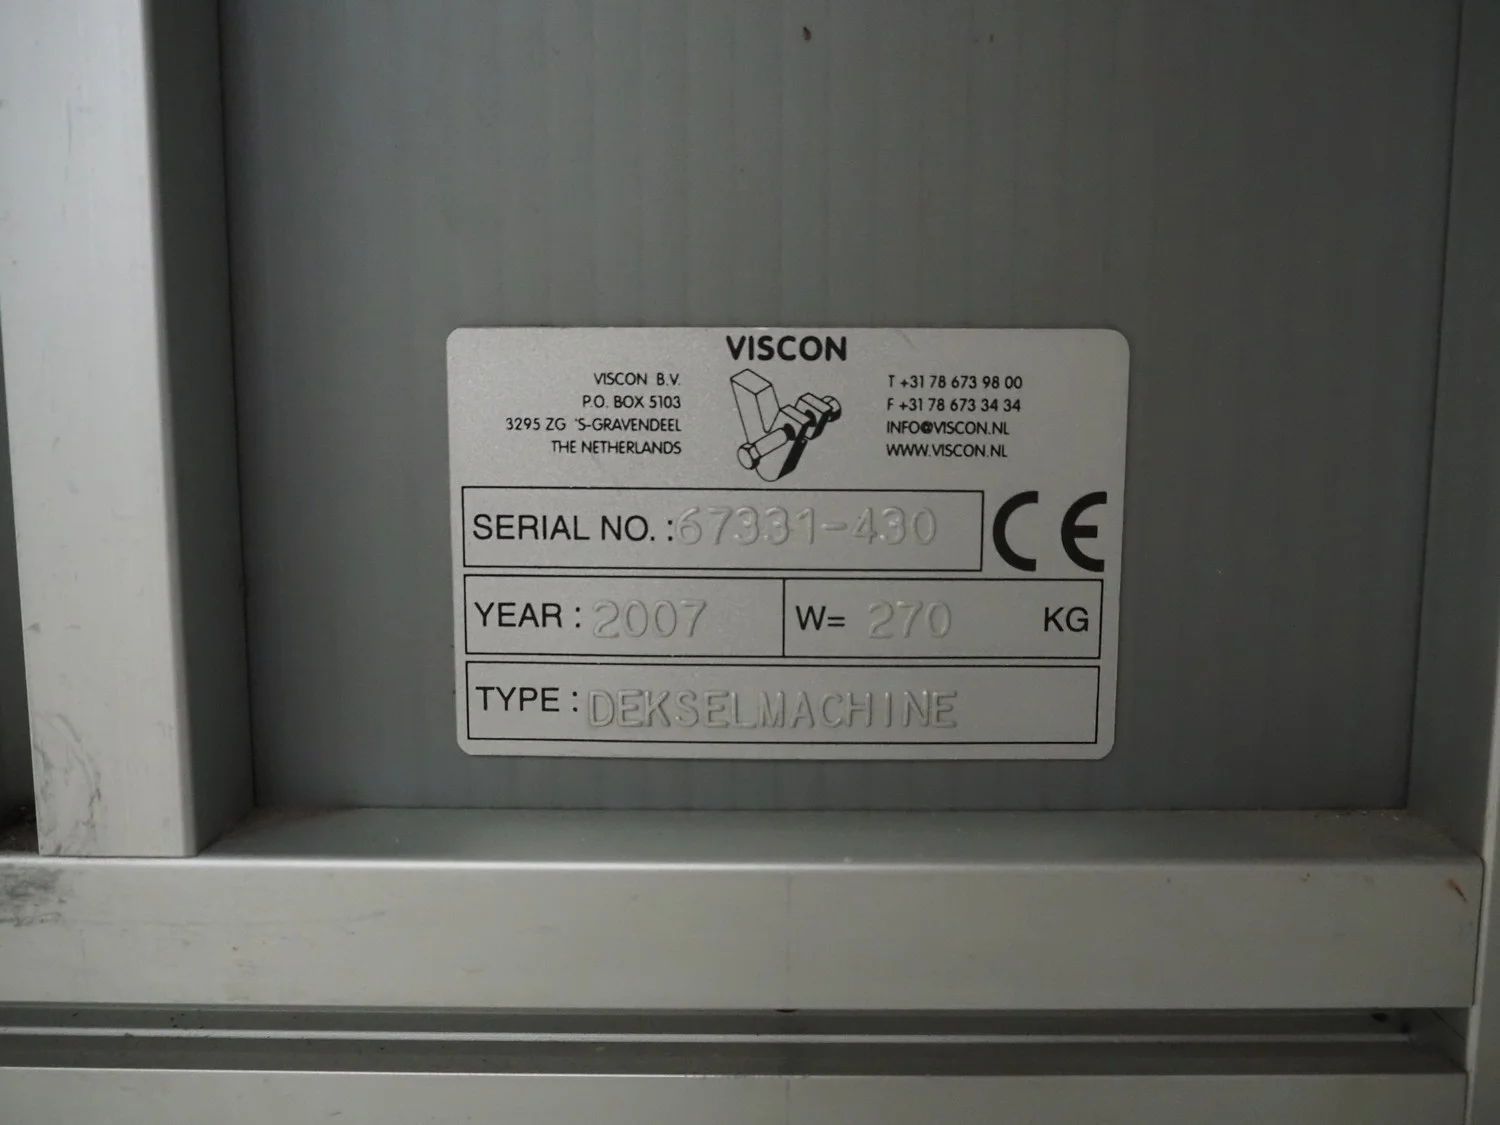 VISCON
VISCON B.V.
P.O. BOX 5103
3295 ZG 'S-GRAVENDEEL
THE NETHERLANDS
T +31 78 673 98 00
F +31 78 673 34 34
INFO@VISCON.NL
WWW.VISCON.NL
SERIAL NO. : 67331-430 CE
YEAR : 2007 W= 270 KG
TYPE : DEKSELMACHINE